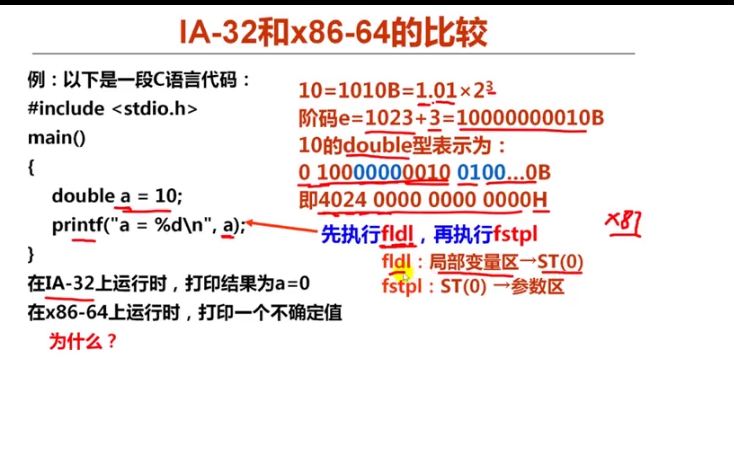 IA-32和x86-64的比较
例：以下是一段C语言代码：
#include <stdio.h>
main()
{
double a = 10;
printf("a = %d\n", a);
}
在IA-32上运行时，打印结果为a=0
在x86-64上运行时，打印一个不确定值
为什么？
10=1010B=1.01×2³
阶码e=1023+3=10000000010B
10的double型表示为：
0 10000000010 0100...0B
即4024 0000 0000 0000H
先执行fldl，再执行fstpl
fldl：局部变量区→ST(0)
fstpl：ST(0) →参数区
x87